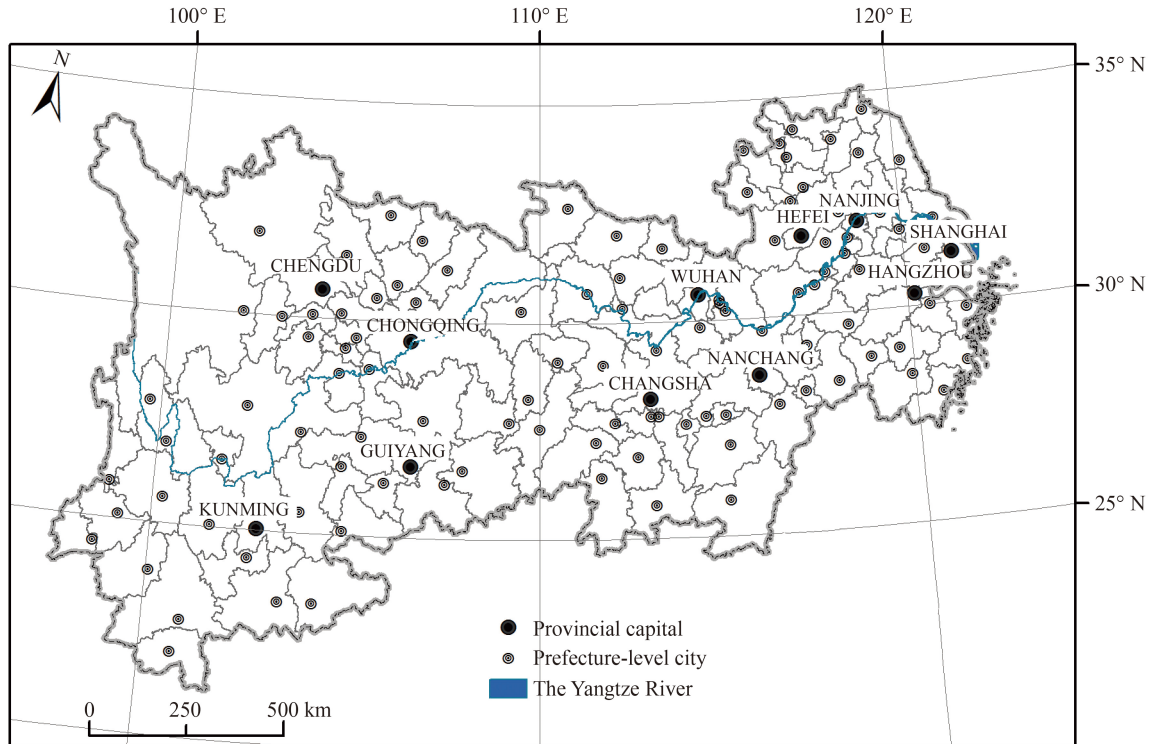 100° E
110° E
120° E
N
35° N
NANJING
HEFEI
SHANGHAI
CHENGDU
WUHAN
HANGZHOU
30° N
CHONGQING
NANCHANG
CHANGSHA
GUIYANG
KUNMING
25° N
Provincial capital
Prefecture-level city
The Yangtze River
0 250 500 km